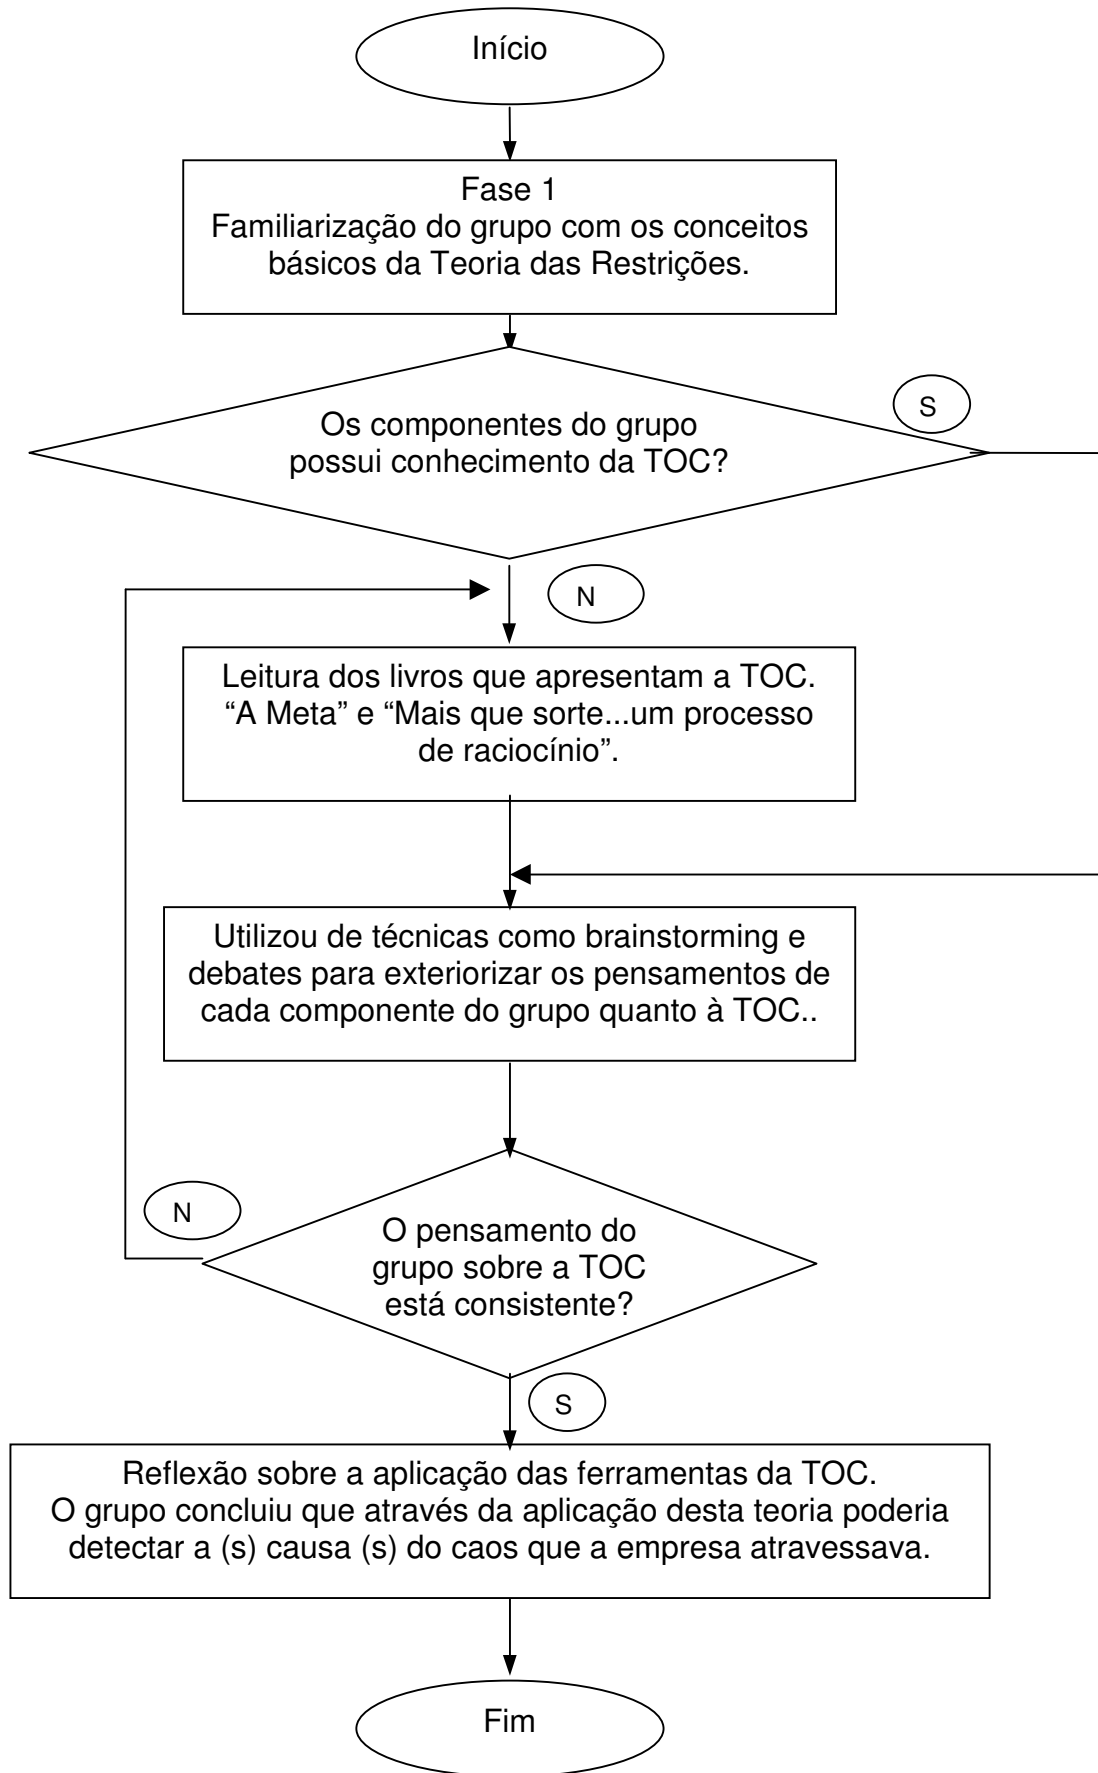 Início
Fase 1
Familiarização do grupo com os conceitos
básicos da Teoria das Restrições.
S
Os componentes do grupo
possui conhecimento da TOC?
N
Leitura dos livros que apresentam a TOC.
“A Meta” e “Mais que sorte...um processo
de raciocínio”.
Utilizou de técnicas como brainstorming e
debates para exteriorizar os pensamentos de
cada componente do grupo quanto à TOC..
N
O pensamento do
grupo sobre a TOC
está consistente?
S
Reflexão sobre a aplicação das ferramentas da TOC.
O grupo concluiu que através da aplicação desta teoria poderia
detectar a (s) causa (s) do caos que a empresa atravessava.
Fim